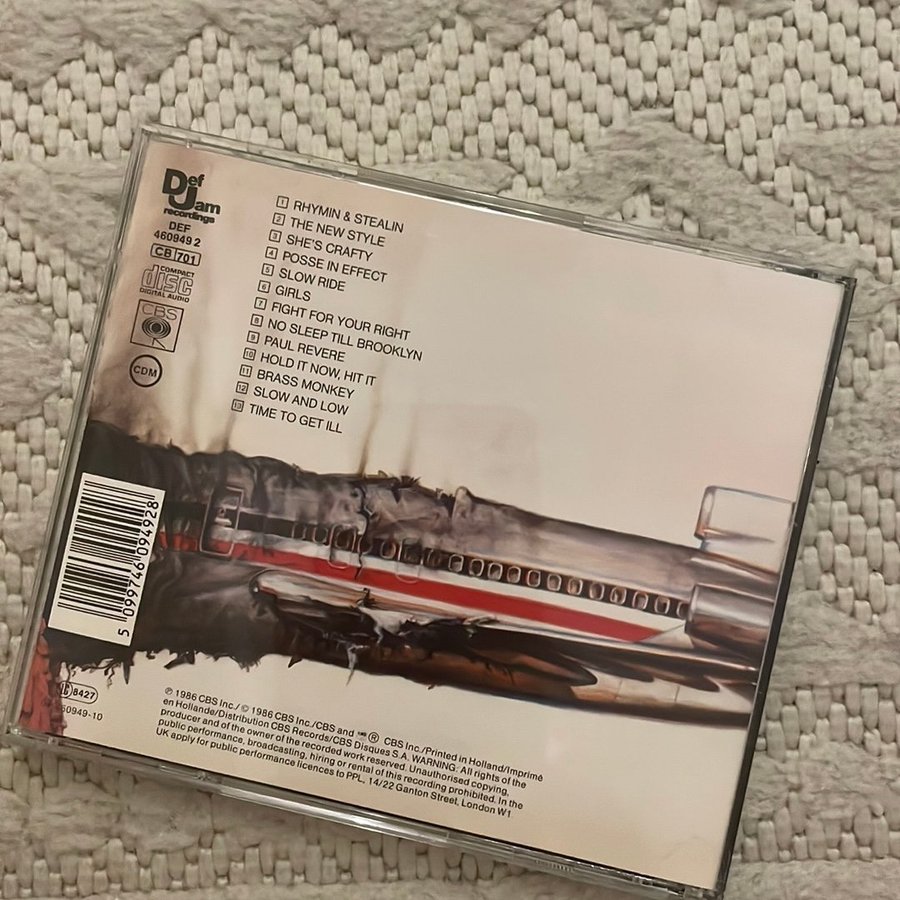 Def
Jam
recordings
DEF
460949 2
CB 701
COMPACT
disc
DIGITAL AUDIO
CBS
CDM
1 RHYMIN & STEALIN
2 THE NEW STYLE
3 SHE'S CRAFTY
4 POSSE IN EFFECT
5 SLOW RIDE
6 GIRLS
7 FIGHT FOR YOUR RIGHT
8 NO SLEEP TILL BROOKLYN
9 PAUL REVERE
10 HOLD IT NOW, HIT IT
11 BRASS MONKEY
12 SLOW AND LOW
13 TIME TO GET ILL
5 099746 094928
8427
60949-10
℗ 1986 CBS Inc./ © 1986 CBS Inc./CBS and ® CBS Inc./Printed in Holland/Imprimé
en Hollande/Distribution CBS Records/CBS Disques S.A. WARNING: All rights of the
producer and of the owner of the recorded work reserved. Unauthorised copying,
public performance, broadcasting, hiring or rental of this recording prohibited. In the
UK apply for public performance licences to PPL, 14/22 Ganton Street, London W1